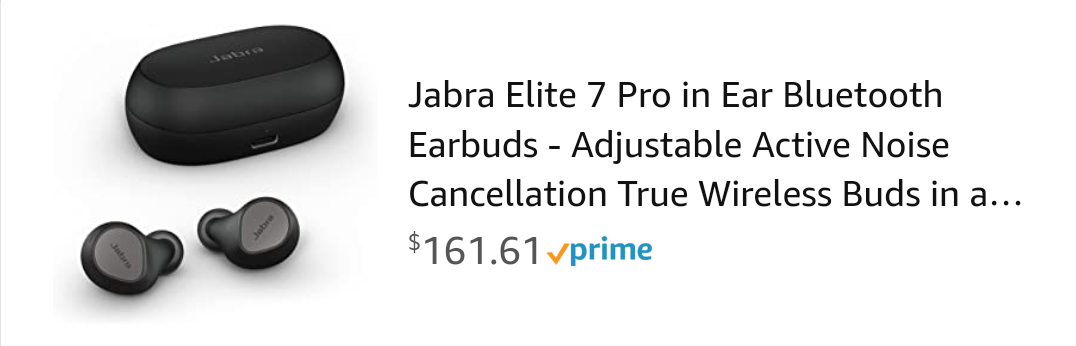 Jabra
Jabra
Jabra
Jabra Elite 7 Pro in Ear Bluetooth
Earbuds - Adjustable Active Noise
Cancellation True Wireless Buds in a...
$161.61 prime